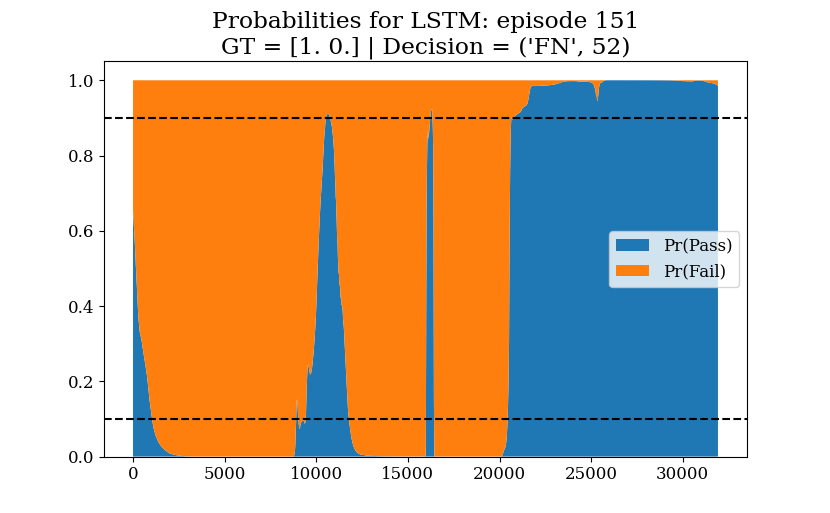 Probabilities for LSTM: episode 151
GT = [1. 0.] | Decision = ('FN', 52)
1.0
0.8
0.6
0.4
0.2
0.0
Pr(Pass)
Pr(Fail)
0 5000 10000 15000 20000 25000 30000